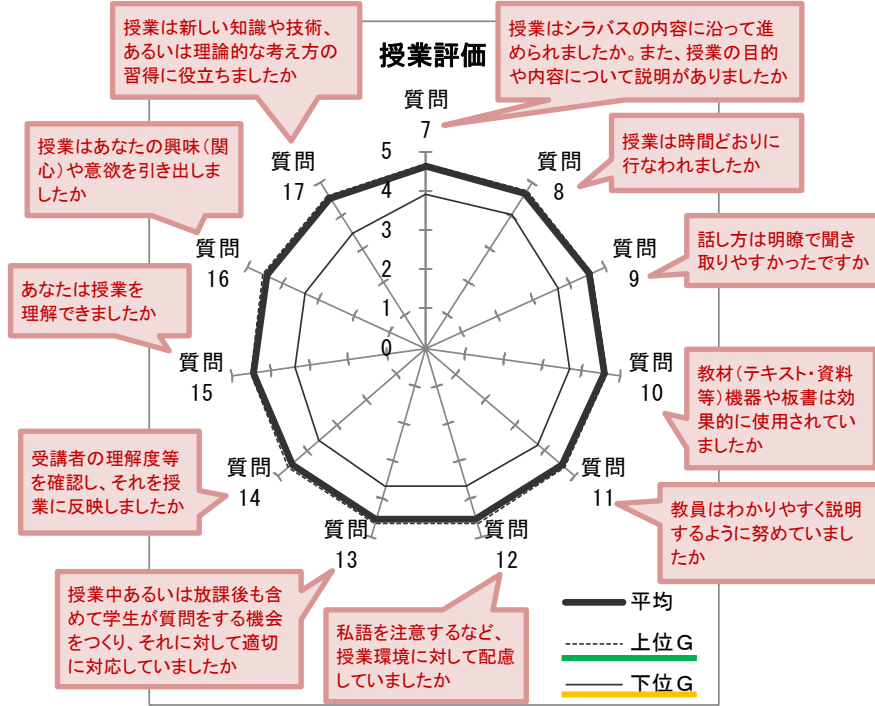 授業評価
授業は新しい知識や技術、
あるいは理論的な考え方の
習得に役立ちましたか
授業はシラバスの内容に沿って進
められましたか。また、授業の目的
や内容について説明がありましたか
質問
7
授業は時間どおりに
行なわれましたか
質問
8
話し方は明瞭で聞き
取りやすかったですか
質問
9
教材（テキスト・資料
等）機器や板書は効
果的に使用されてい
ましたか
質問
10
教員はわかりやすく説明
するように努めていまし
たか
質問
11
私語を注意するなど、
授業環境に対して配慮
していましたか
質問
12
授業中あるいは放課後も含
めて学生が質問をする機会
をつくり、それに対して適切
に対応していましたか
質問
13
受講者の理解度等
を確認し、それを授
業に反映しましたか
質問
14
あなたは授業を
理解できましたか
質問
15
授業はあなたの興味（関
心）や意欲を引き出しま
したか
質問
16
質問
17
5
4
3
2
1
0
平均
上位Ｇ
下位Ｇ